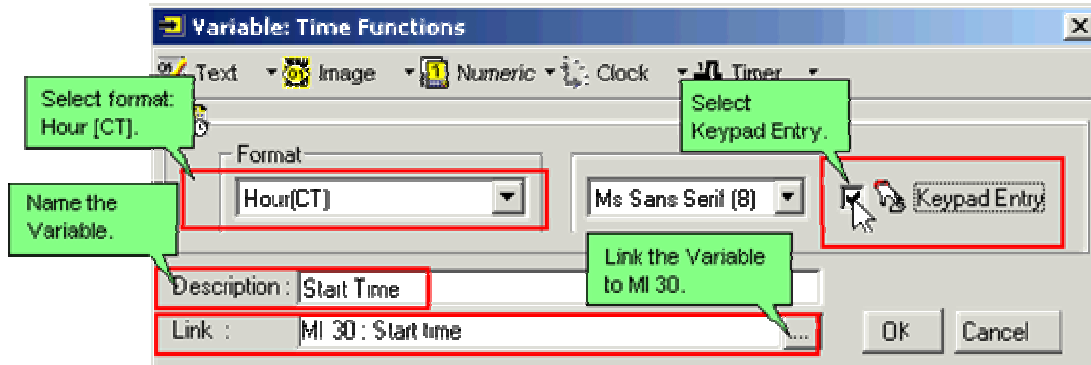 Variable: Time Functions
Text Image Numeric Clock Timer
Select format:
Hour [CT].
Select
Keypad Entry.
Format
Hour(CT)
Ms Sans Serif (8)
Keypad Entry
Name the
Variable.
Link the Variable
to MI 30.
Description : Start Time
Link : MI 30 : Start time ...
OK Cancel